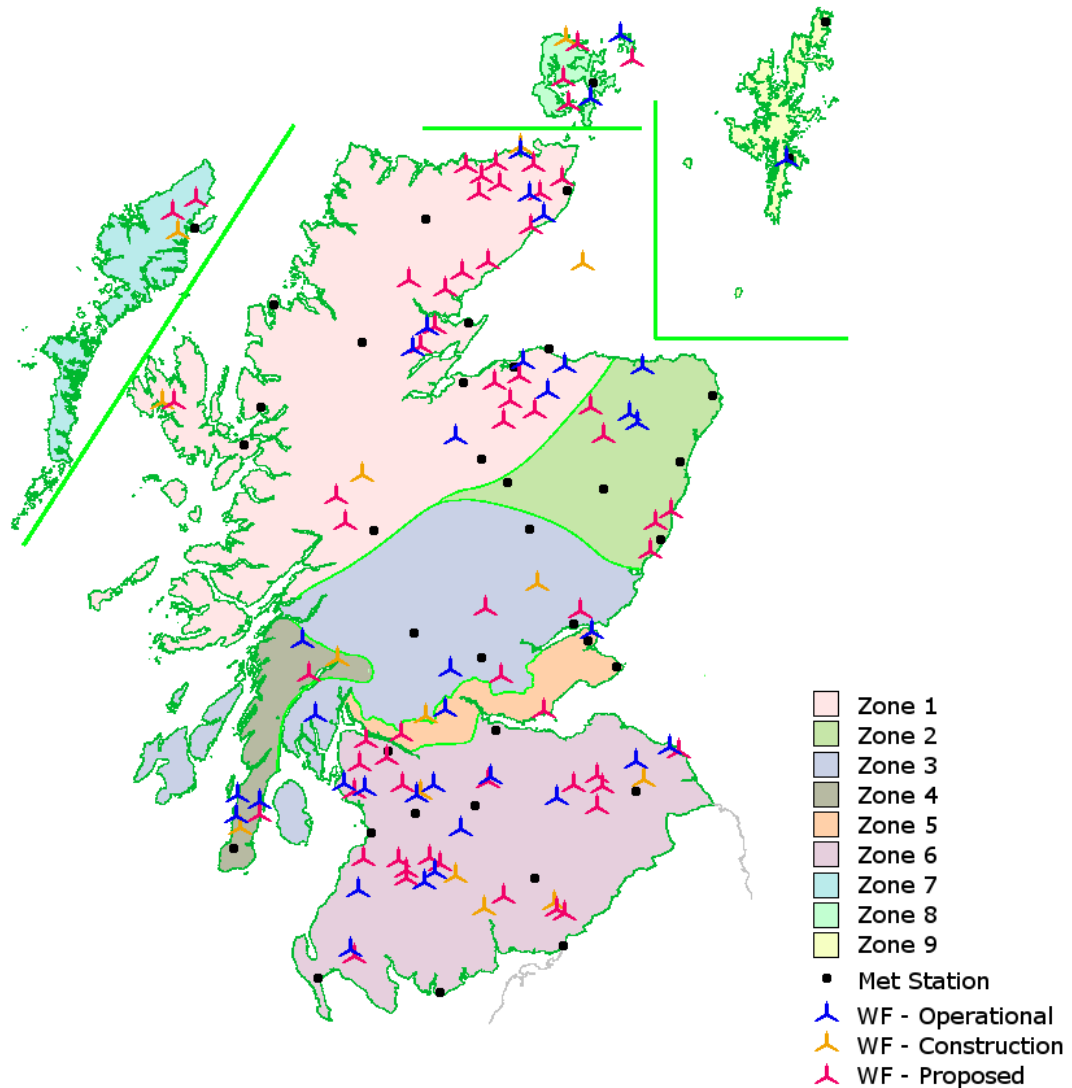 Zone 1
Zone 2
Zone 3
Zone 4
Zone 5
Zone 6
Zone 7
Zone 8
Zone 9
Met Station
WF - Operational
WF - Construction
WF - Proposed